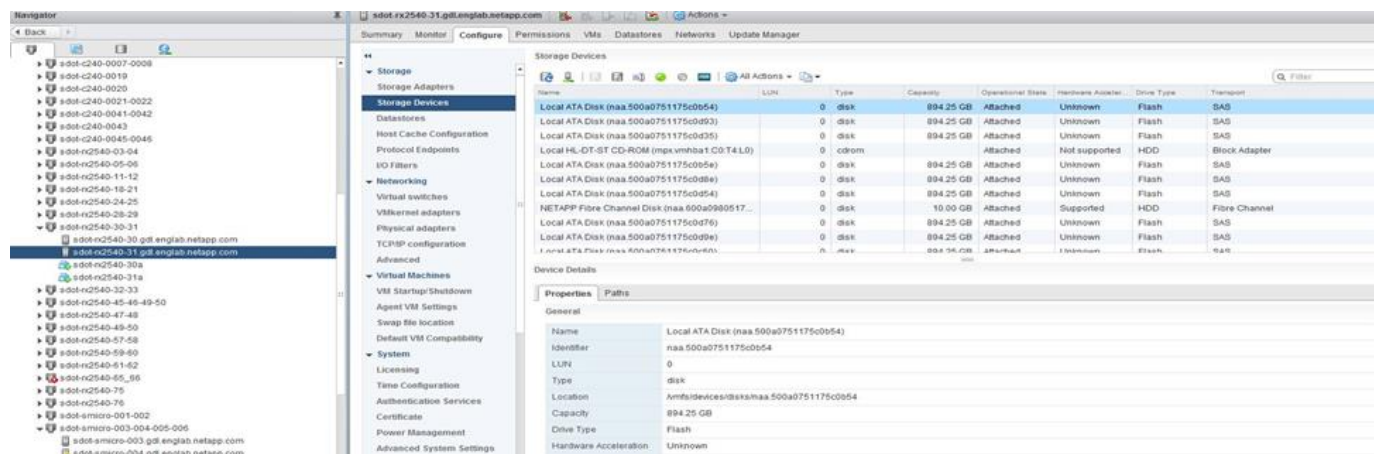 Navigator
Back
sdot-c240-0007-0008
sdot-c240-0019
sdot-c240-0020
sdot-c240-0021-0022
sdot-c240-0041-0042
sdot-c240-0043
sdot-c240-0045-0046
sdot-rx2540-03-04
sdot-rx2540-05-06
sdot-rx2540-11-12
sdot-rx2540-18-21
sdot-rx2540-24-25
sdot-rx2540-28-29
sdot-rx2540-30-31
sdot-rx2540-30.gdl.englab.netapp.com
sdot-rx2540-31.gdl.englab.netapp.com
sdot-rx2540-30a
sdot-rx2540-31a
sdot-rx2540-32-33
sdot-rx2540-45-46-49-50
sdot-rx2540-47-48
sdot-rx2540-49-50
sdot-rx2540-57-58
sdot-rx2540-59-60
sdot-rx2540-61-62
sdot-rx2540-65_66
sdot-rx2540-75
sdot-rx2540-76
sdot-smicro-001-002
sdot-smicro-003-004-005-006
sdot-smicro-003.gdl.englab.netapp.com
sdot-smicro-004.gdl.englab.netapp.com
sdot-rx2540-31.gdl.englab.netapp.com Actions
Summary Monitor Configure Permissions VMs Datastores Networks Update Manager
Storage
Storage Adapters
Storage Devices
Datastores
Host Cache Configuration
Protocol Endpoints
I/O Filters
Networking
Virtual switches
VMkernel adapters
Physical adapters
TCP/IP configuration
Advanced
Virtual Machines
VM Startup/Shutdown
Agent VM Settings
Swap file location
Default VM Compatibility
System
Licensing
Time Configuration
Authentication Services
Certificate
Power Management
Advanced System Settings
Storage Devices
All Actions Filter
Name LUN Type Capacity Operational State Hardware Acceler... Drive Type Transport
Local ATA Disk (naa.500a0751175c0b54) 0 disk 894.25 GB Attached Unknown Flash SAS
Local ATA Disk (naa.500a0751175c0d93) 0 disk 894.25 GB Attached Unknown Flash SAS
Local ATA Disk (naa.500a0751175c0d35) 0 disk 894.25 GB Attached Unknown Flash SAS
Local HL-DT-ST CD-ROM (mpx.vmhba1:C0:T4:L0) 0 cdrom Attached Not supported HDD Block Adapter
Local ATA Disk (naa.500a0751175c0b5e) 0 disk 894.25 GB Attached Unknown Flash SAS
Local ATA Disk (naa.500a0751175c0d8e) 0 disk 894.25 GB Attached Unknown Flash SAS
Local ATA Disk (naa.500a0751175c0d54) 0 disk 894.25 GB Attached Unknown Flash SAS
NETAPP Fibre Channel Disk (naa.600a0980517... 0 disk 10.00 GB Attached Supported HDD Fibre Channel
Local ATA Disk (naa.500a0751175c0d76) 0 disk 894.25 GB Attached Unknown Flash SAS
Local ATA Disk (naa.500a0751175c0d9e) 0 disk 894.25 GB Attached Unknown Flash SAS
Local ATA Disk 0 disk 894.25 GB Attached Unknown Flash SAS
Device Details
Properties Paths
General
Name Local ATA Disk (naa.500a0751175c0b54)
Identifier naa.500a0751175c0b54
LUN 0
Type disk
Location /vmfs/devices/disks/naa.500a0751175c0b54
Capacity 894.25 GB
Drive Type Flash
Hardware Acceleration Unknown